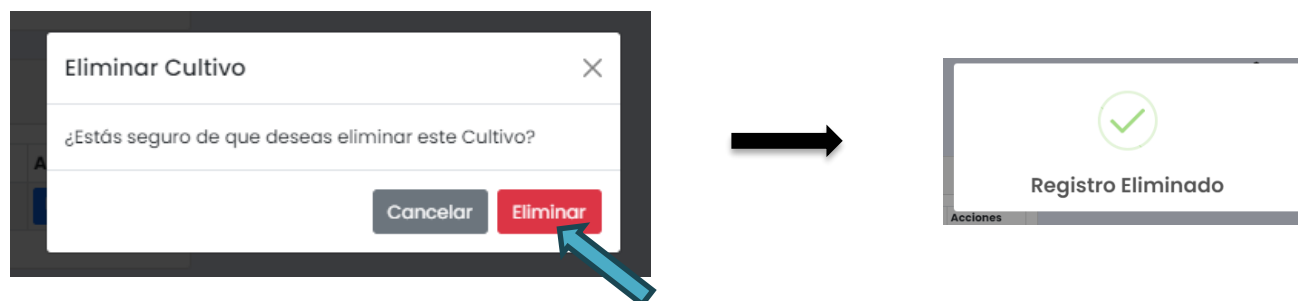 Eliminar Cultivo
¿Estás seguro de que deseas eliminar este Cultivo?
Cancelar
Eliminar
Registro Eliminado
Acciones